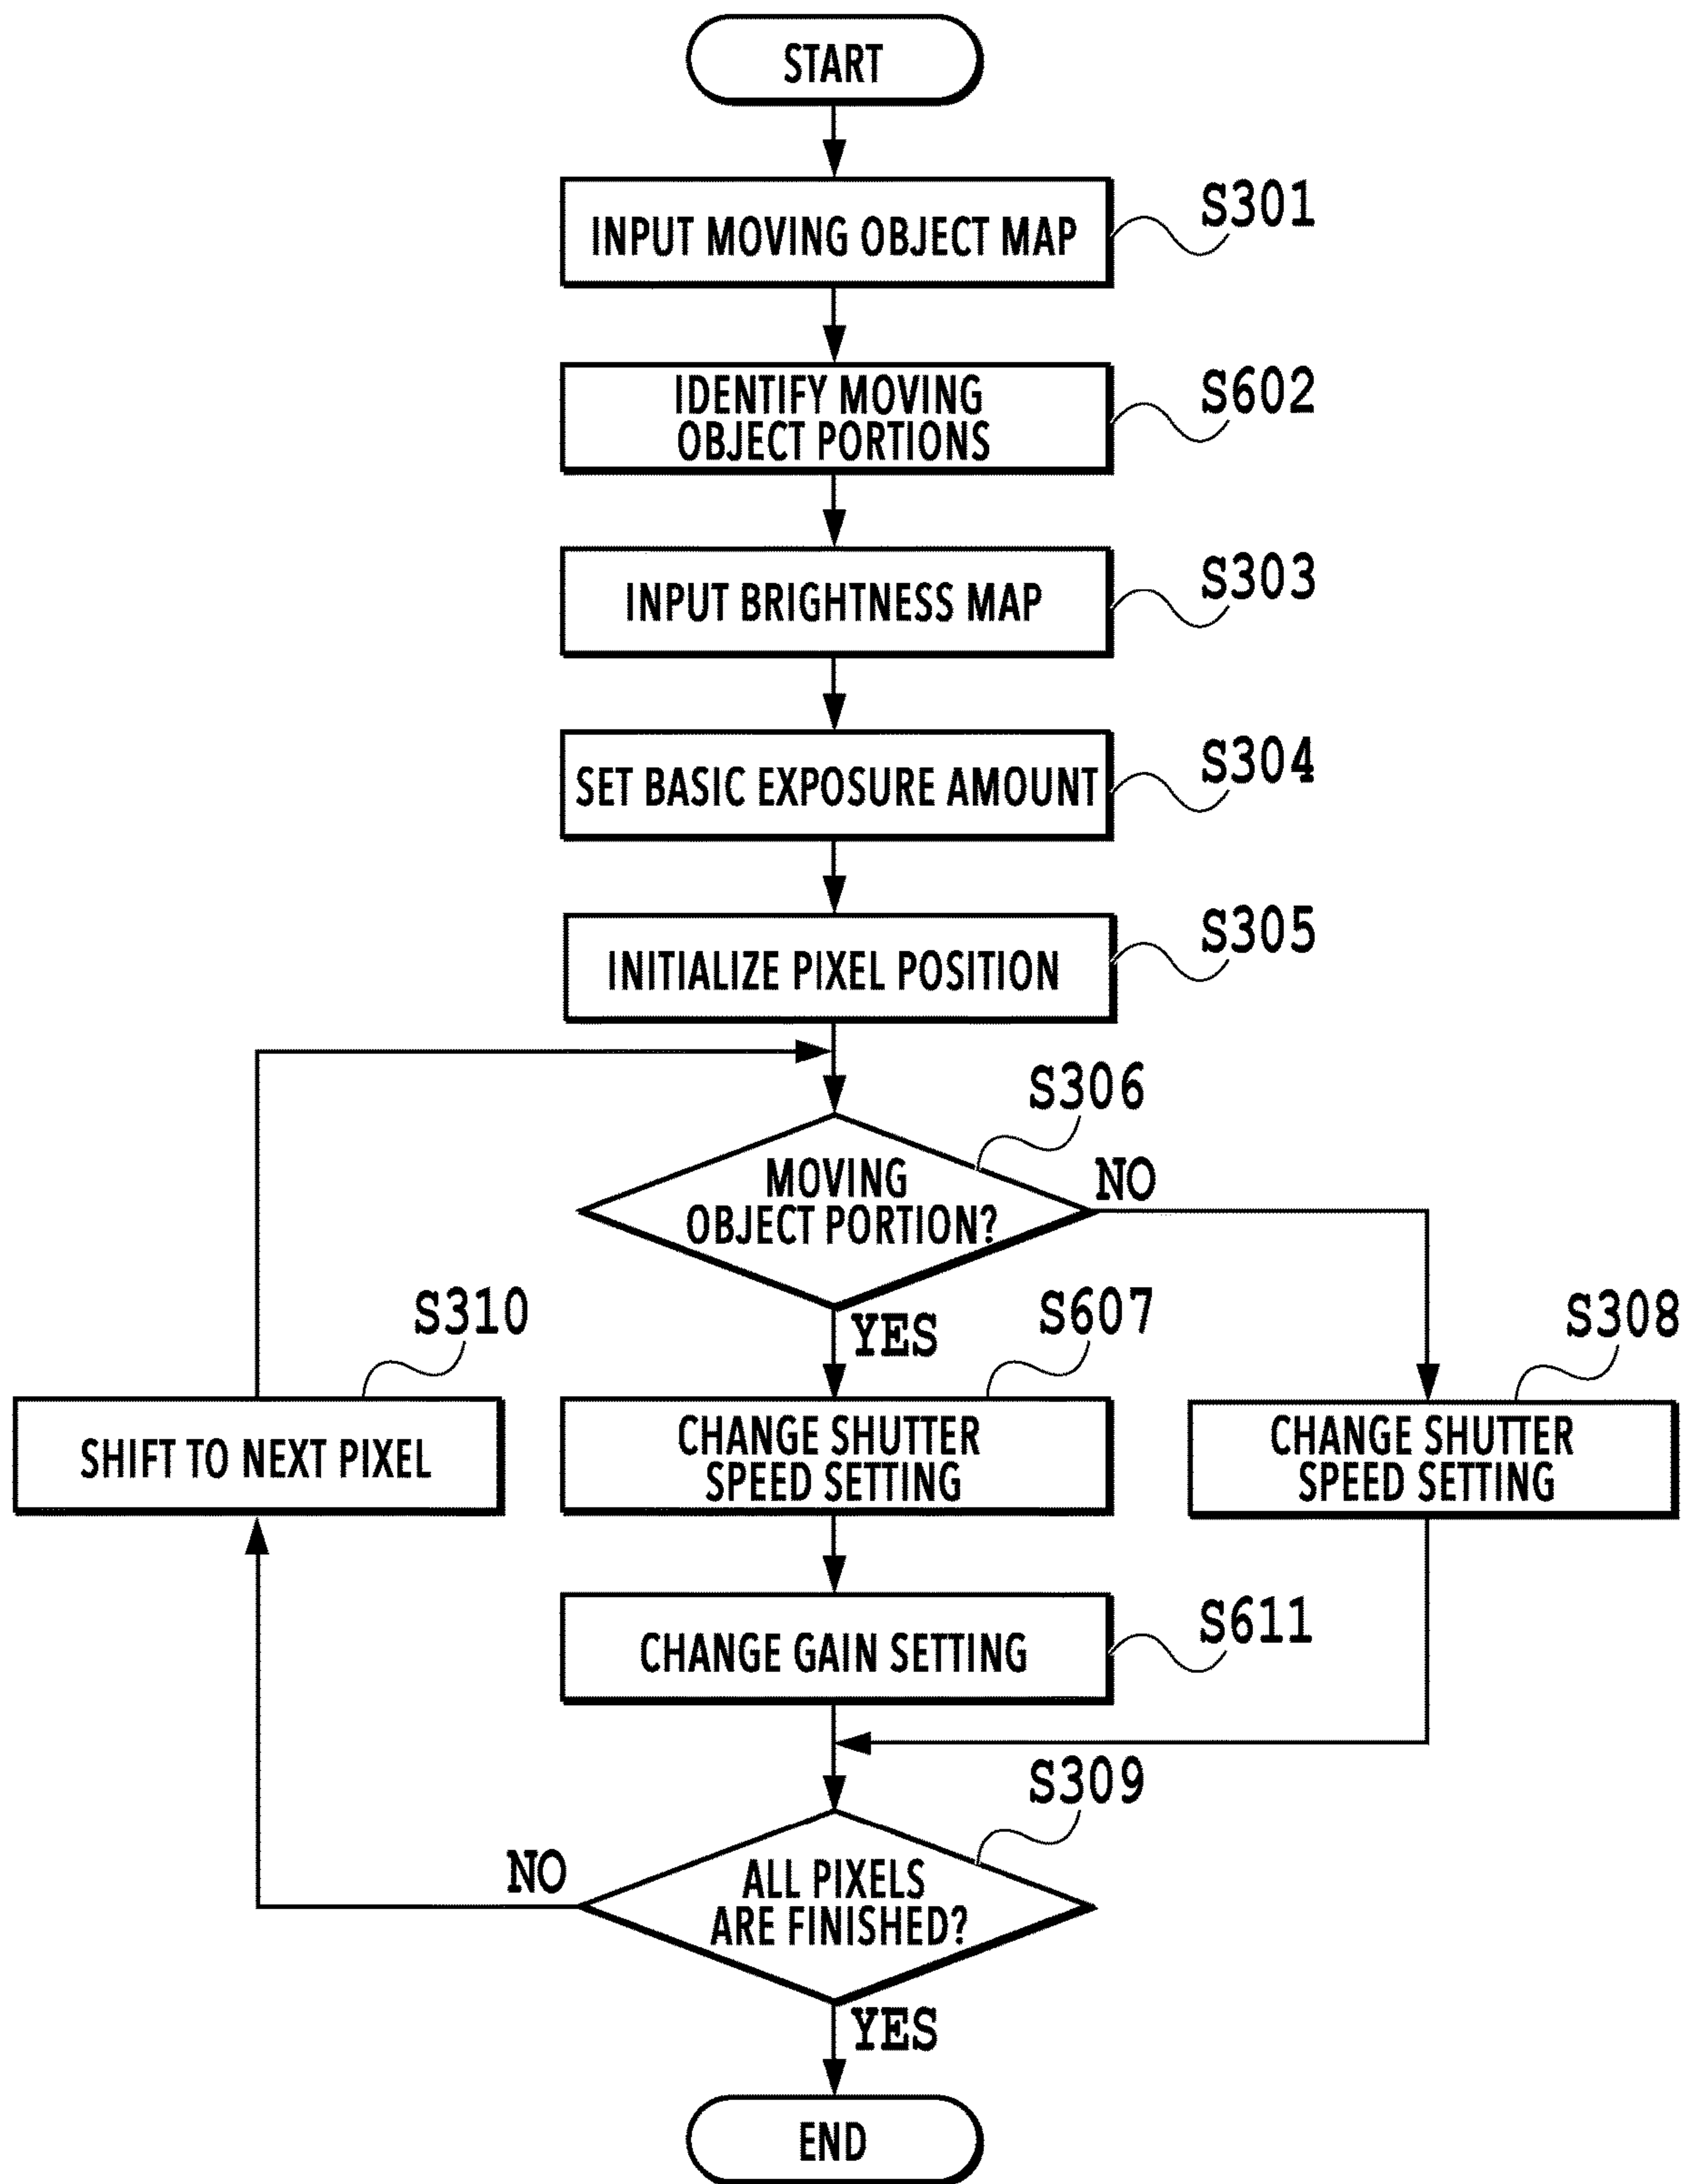 START
INPUT MOVING OBJECT MAP
S301
IDENTIFY MOVING
OBJECT PORTIONS
S602
INPUT BRIGHTNESS MAP
S303
SET BASIC EXPOSURE AMOUNT
S304
INITIALIZE PIXEL POSITION
S305
S306
MOVING
OBJECT PORTION?
NO
YES
S310
SHIFT TO NEXT PIXEL
S607
CHANGE SHUTTER
SPEED SETTING
S308
CHANGE SHUTTER
SPEED SETTING
CHANGE GAIN SETTING
S611
S309
ALL PIXELS
ARE FINISHED?
NO
YES
END